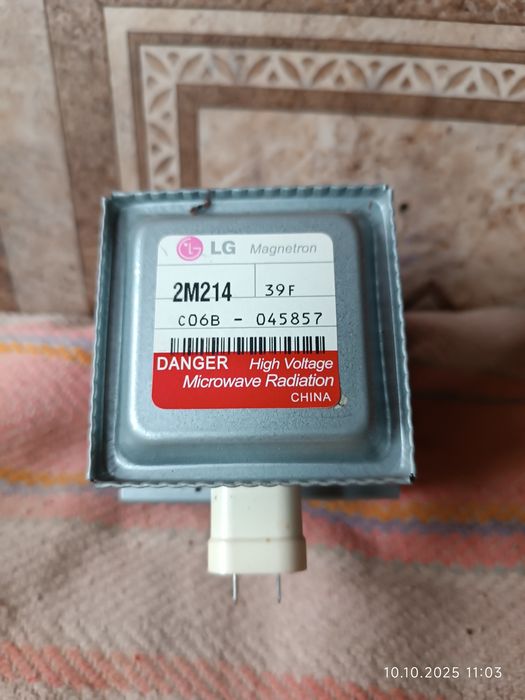 LG Magnetron
2M214 39F
C06B - 045857
DANGER High Voltage
Microwave Radiation
CHINA
10.10.2025 11:03